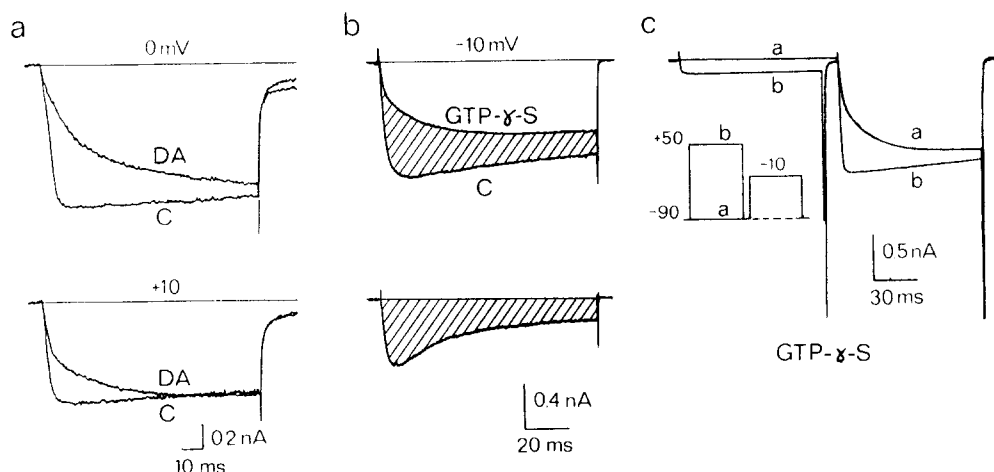 a
0 mV
DA
C
+10
DA
C
0.2 nA
10 ms
b
-10 mV
GTP-ɣ-S
C
0.4 nA
20 ms
c
a
b
+50
b
-10
a
-90
a
b
0.5 nA
30 ms
GTP-ɣ-S